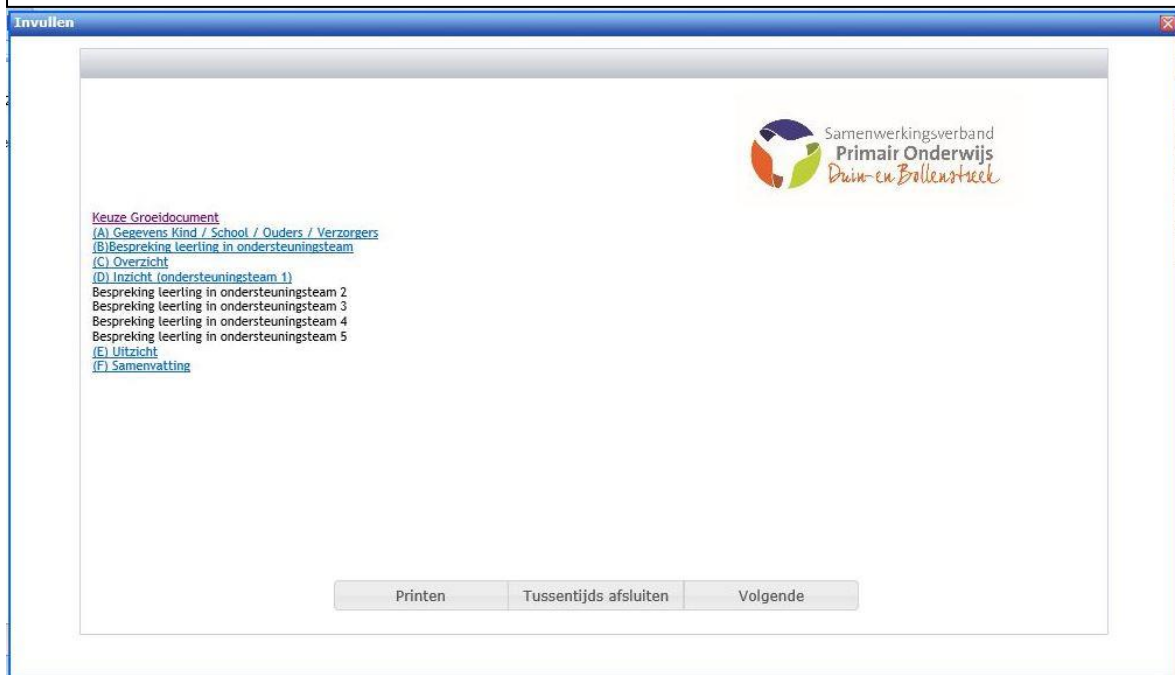 Invullen
Samenwerkingsverband
Primair Onderwijs
Duin- en Bollenstreek
Keuze Groeidocument
(A) Gegevens Kind / School / Ouders / Verzorgers
(B)Bespreking leerling in ondersteuningsteam
(C) Overzicht
(D) Inzicht (ondersteuningsteam 1)
Bespreking leerling in ondersteuningsteam 2
Bespreking leerling in ondersteuningsteam 3
Bespreking leerling in ondersteuningsteam 4
Bespreking leerling in ondersteuningsteam 5
(E) Uitzicht
(F) Samenvatting
Printen Tussentijds afsluiten Volgende